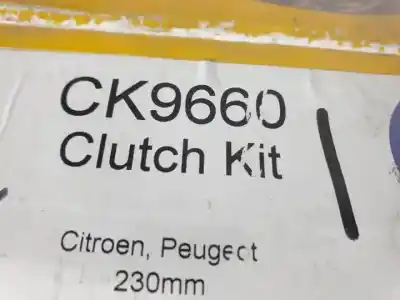 CK9660
Clutch Kit
Citroen, Peugeot
230mm